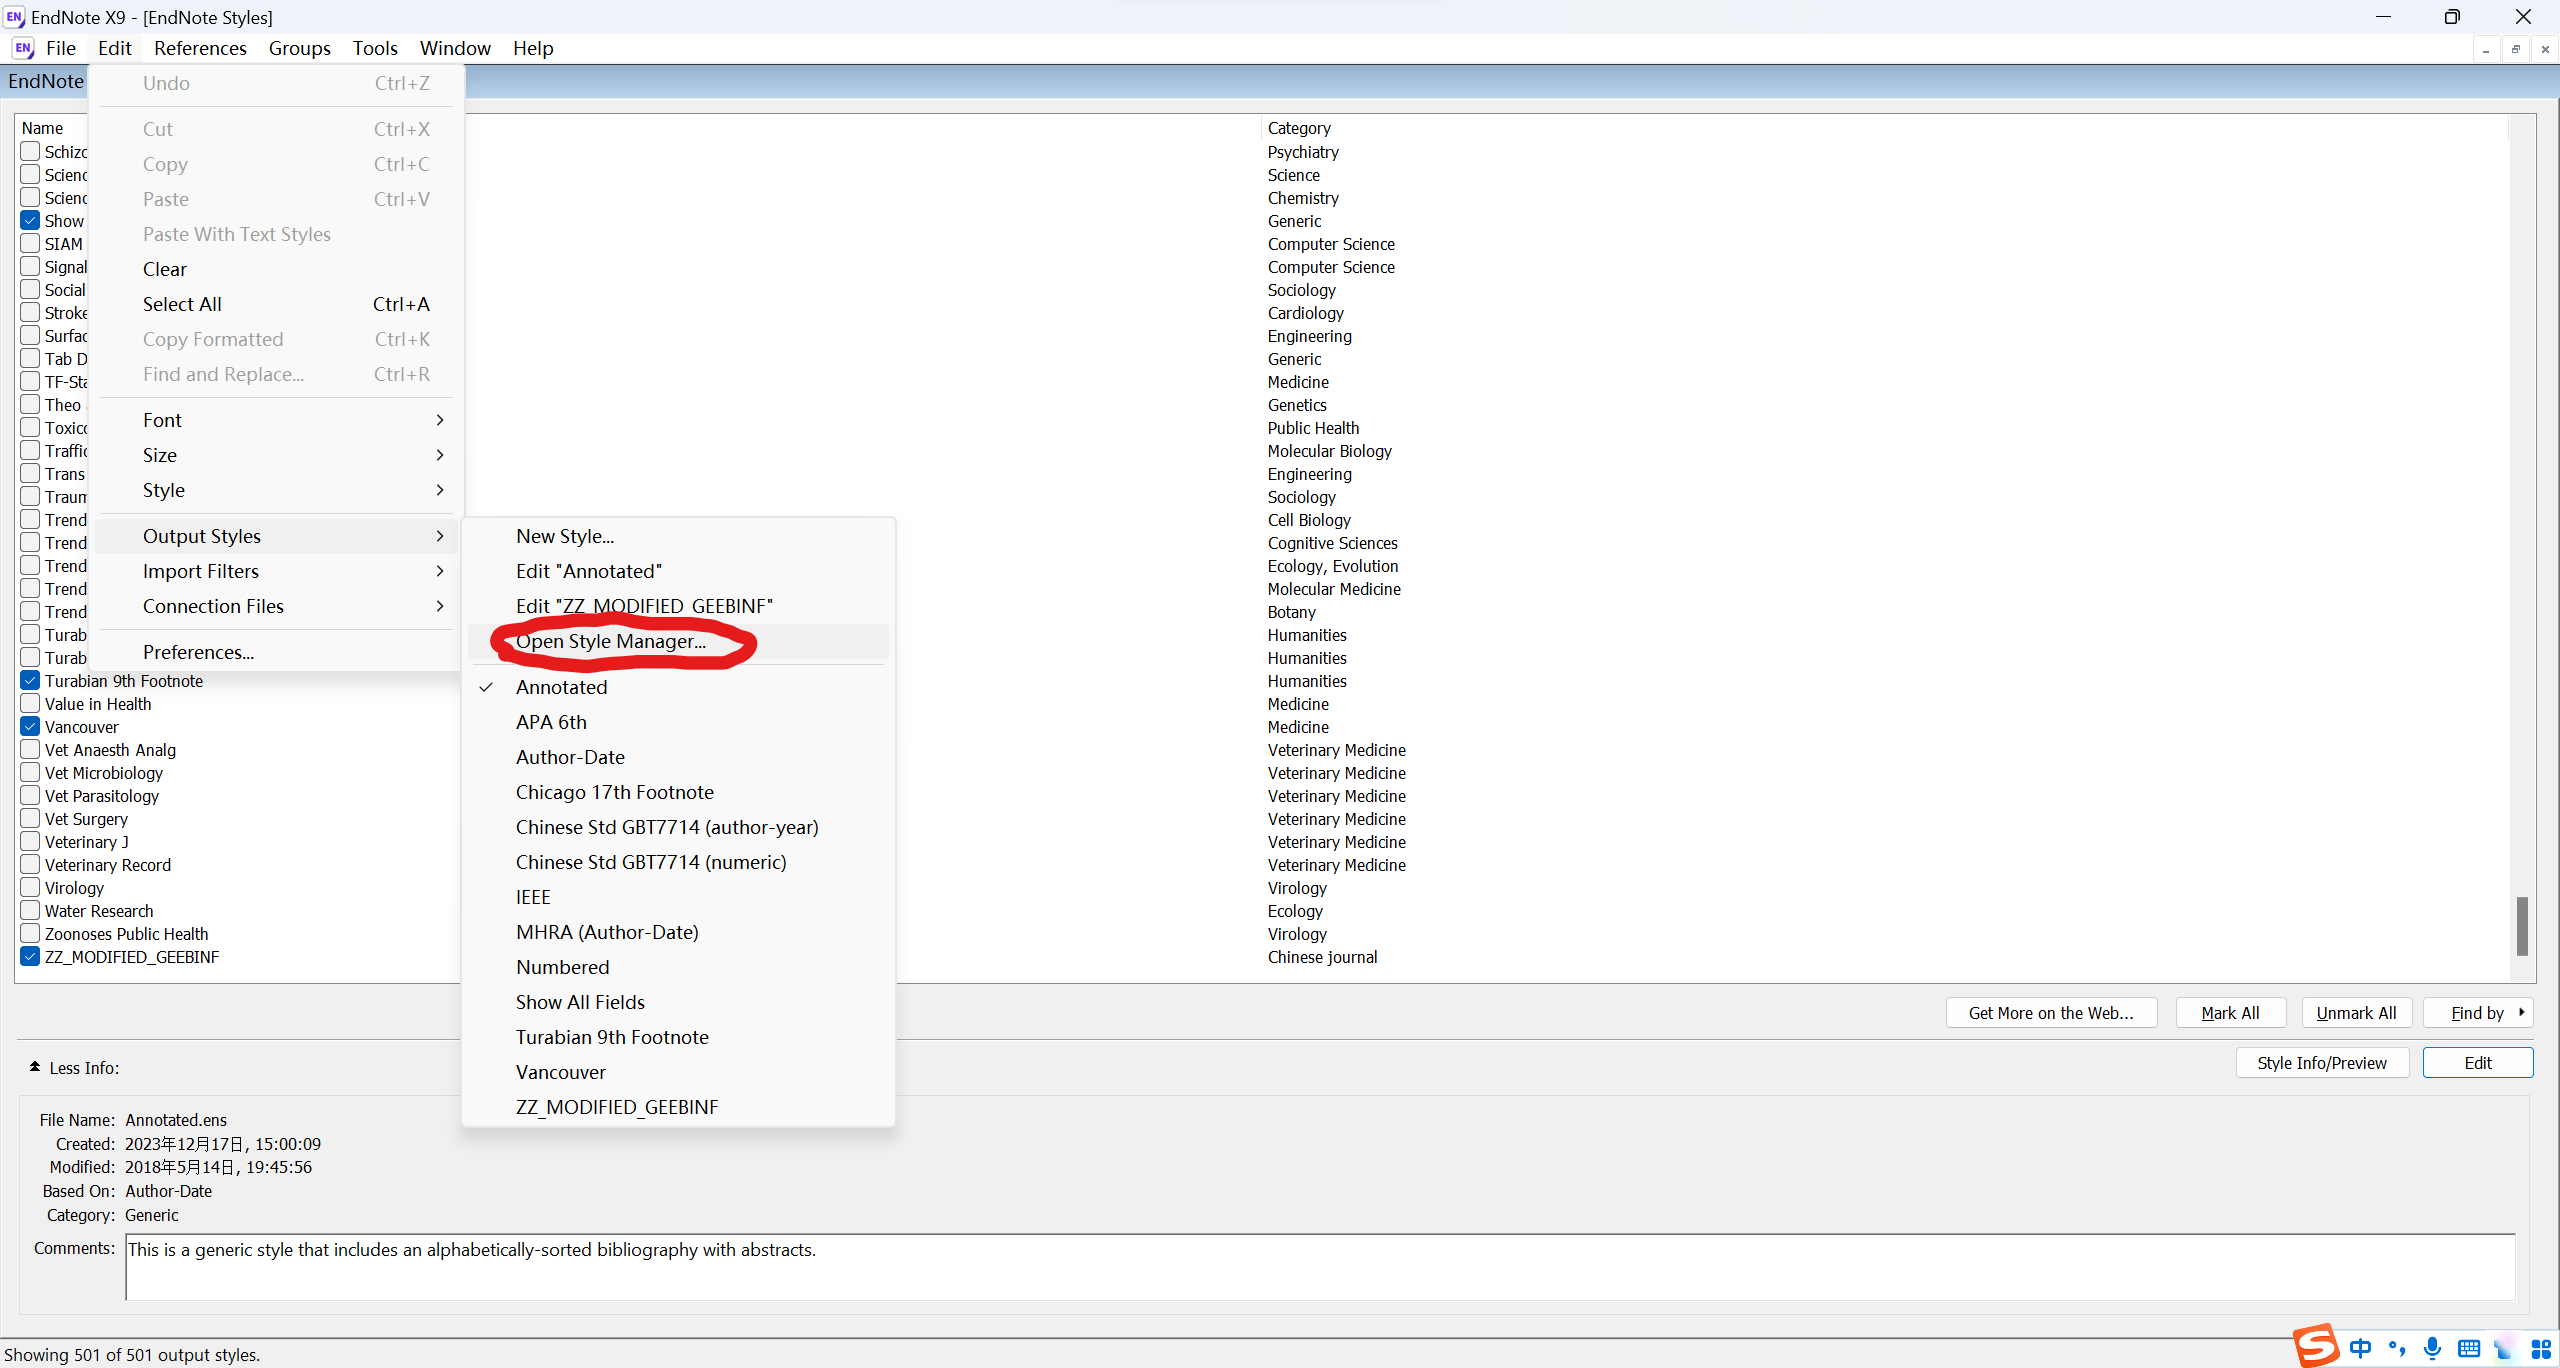 EndNote X9 - [EndNote Styles]
File Edit References Groups Tools Window Help
EndNote
Undo Ctrl+Z
Cut Ctrl+X
Copy Ctrl+C
Paste Ctrl+V
Paste With Text Styles
Clear
Select All Ctrl+A
Copy Formatted Ctrl+K
Find and Replace... Ctrl+R
Font
Size
Style
Output Styles
Import Filters
Connection Files
Preferences...
New Style...
Edit "Annotated"
Edit "ZZ_MODIFIED_GEEBINF"
Open Style Manager...
Annotated
APA 6th
Author-Date
Chicago 17th Footnote
Chinese Std GBT7714 (author-year)
Chinese Std GBT7714 (numeric)
IEEE
MHRA (Author-Date)
Numbered
Show All Fields
Turabian 9th Footnote
Vancouver
ZZ_MODIFIED_GEEBINF
Name Category
Psychiatry
Science
Chemistry
Show Generic
SIAM Computer Science
Signal Computer Science
Social Sociology
Stroke Cardiology
Engineering
Tab D Generic
TF-Sta Medicine
Theo Genetics
Public Health
Molecular Biology
Trans Engineering
Sociology
Trend Cell Biology
Trend Cognitive Sciences
Trend Ecology, Evolution
Trend Molecular Medicine
Trend Botany
Turab Humanities
Turab Humanities
Turabian 9th Footnote Humanities
Value in Health Medicine
Vancouver Medicine
Vet Anaesth Analg Veterinary Medicine
Vet Microbiology Veterinary Medicine
Vet Parasitology Veterinary Medicine
Vet Surgery Veterinary Medicine
Veterinary J Veterinary Medicine
Veterinary Record Veterinary Medicine
Virology Virology
Water Research Ecology
Zoonoses Public Health Virology
ZZ_MODIFIED_GEEBINF Chinese journal
Get More on the Web... Mark All Unmark All Find by
Less Info: Style Info/Preview Edit
File Name: Annotated.ens
Created: 2023年12月17日, 15:00:09
Modified: 2018年5月14日, 19:45:56
Based On: Author-Date
Category: Generic
Comments: This is a generic style that includes an alphabetically-sorted bibliography with abstracts.
Showing 501 of 501 output styles.
中